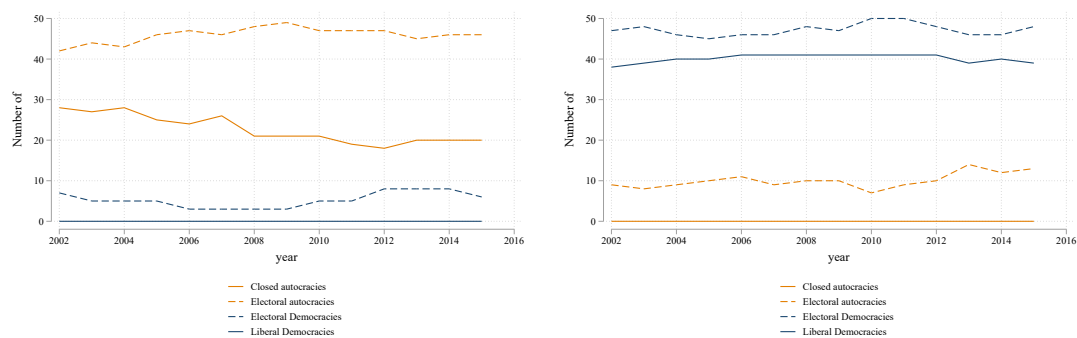 50
40
30
20
10
0
Number of
2002 2004 2006 2008 2010 2012 2014 2016
year
Closed autocracies
Electoral autocracies
Electoral Democracies
Liberal Democracies
50
40
30
20
10
0
Number of
2002 2004 2006 2008 2010 2012 2014 2016
year
Closed autocracies
Electoral autocracies
Electoral Democracies
Liberal Democracies